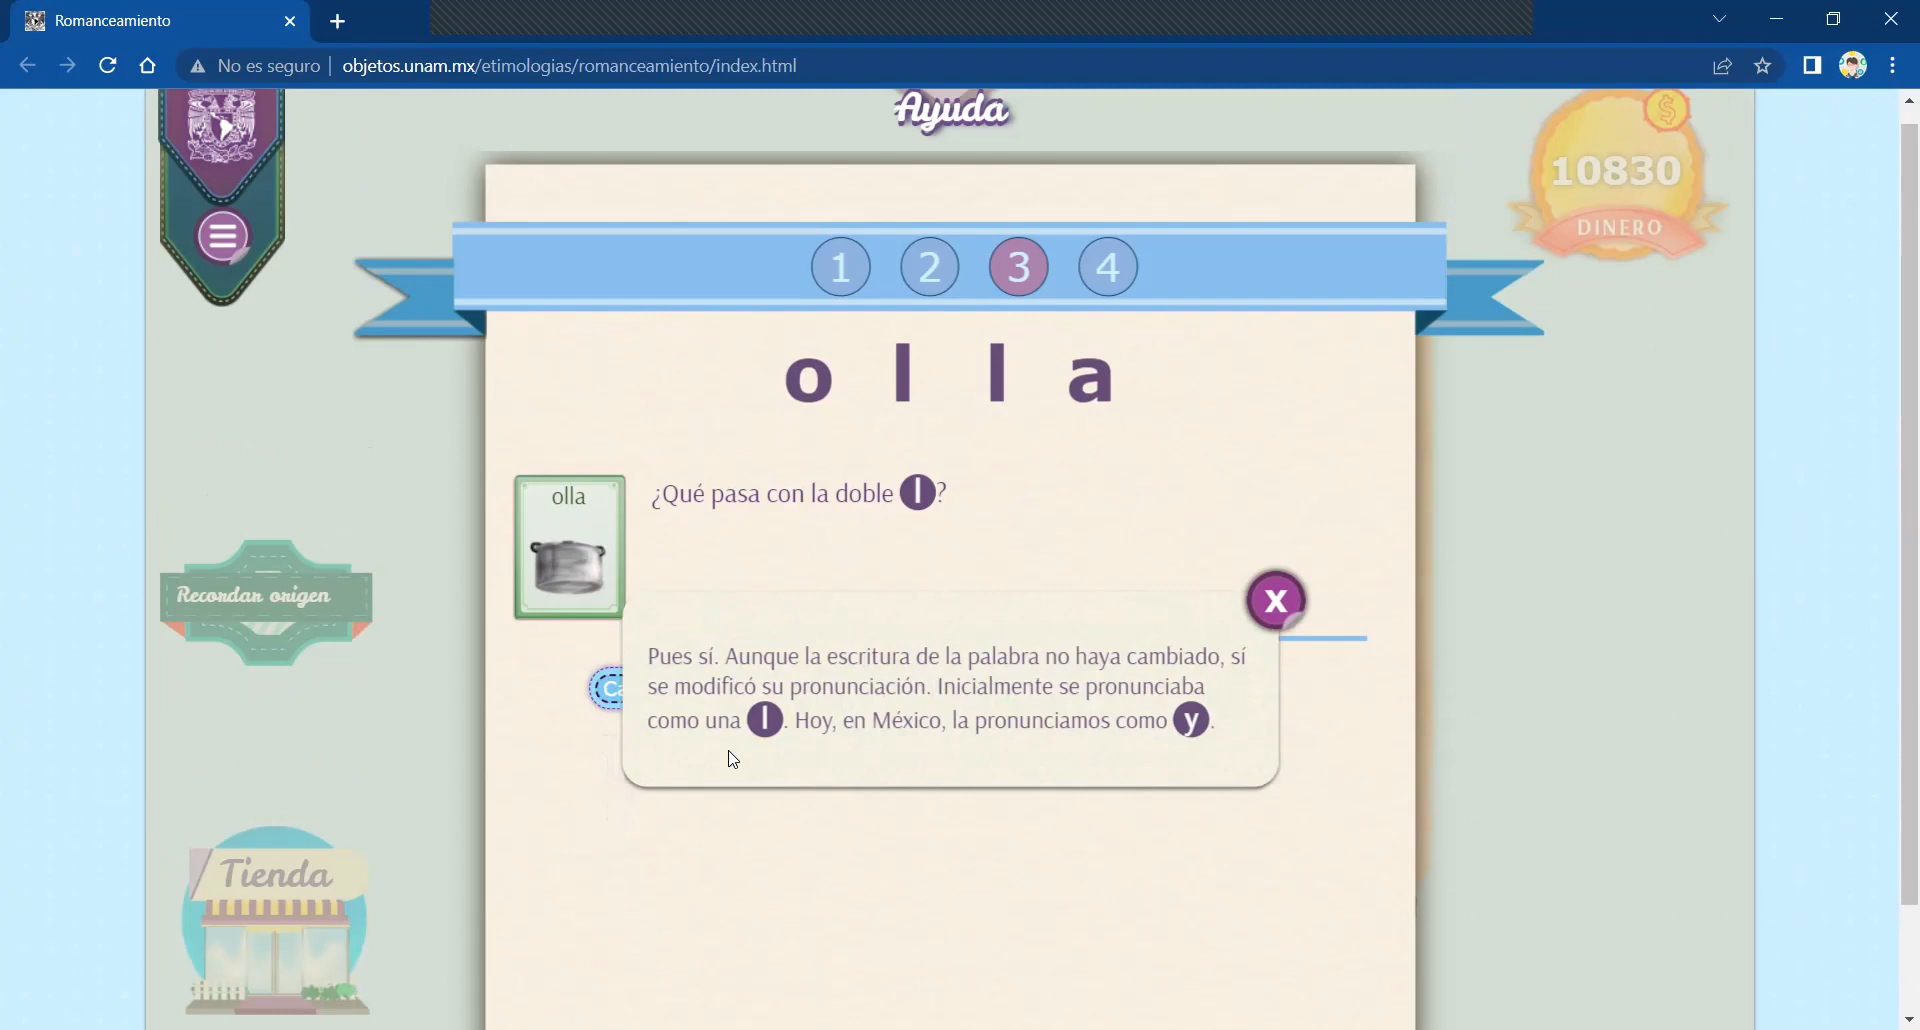 Romanceamiento
No es seguro | objetos.unam.mx/etimologias/romanceamiento/index.html
Ayuda
10830
DINERO
1 2 3 4
o l l a
olla
¿Qué pasa con la doble l?
Recordar origen
x
Pues sí. Aunque la escritura de la palabra no haya cambiado, sí
se modificó su pronunciación. Inicialmente se pronunciaba
como una l. Hoy, en México, la pronunciamos como y.
Tienda